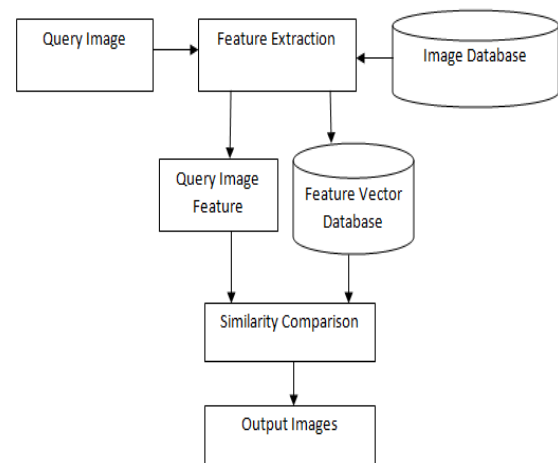 Query Image
Feature Extraction
Image Database
Query Image
Feature
Feature Vector
Database
Similarity Comparison
Output Images